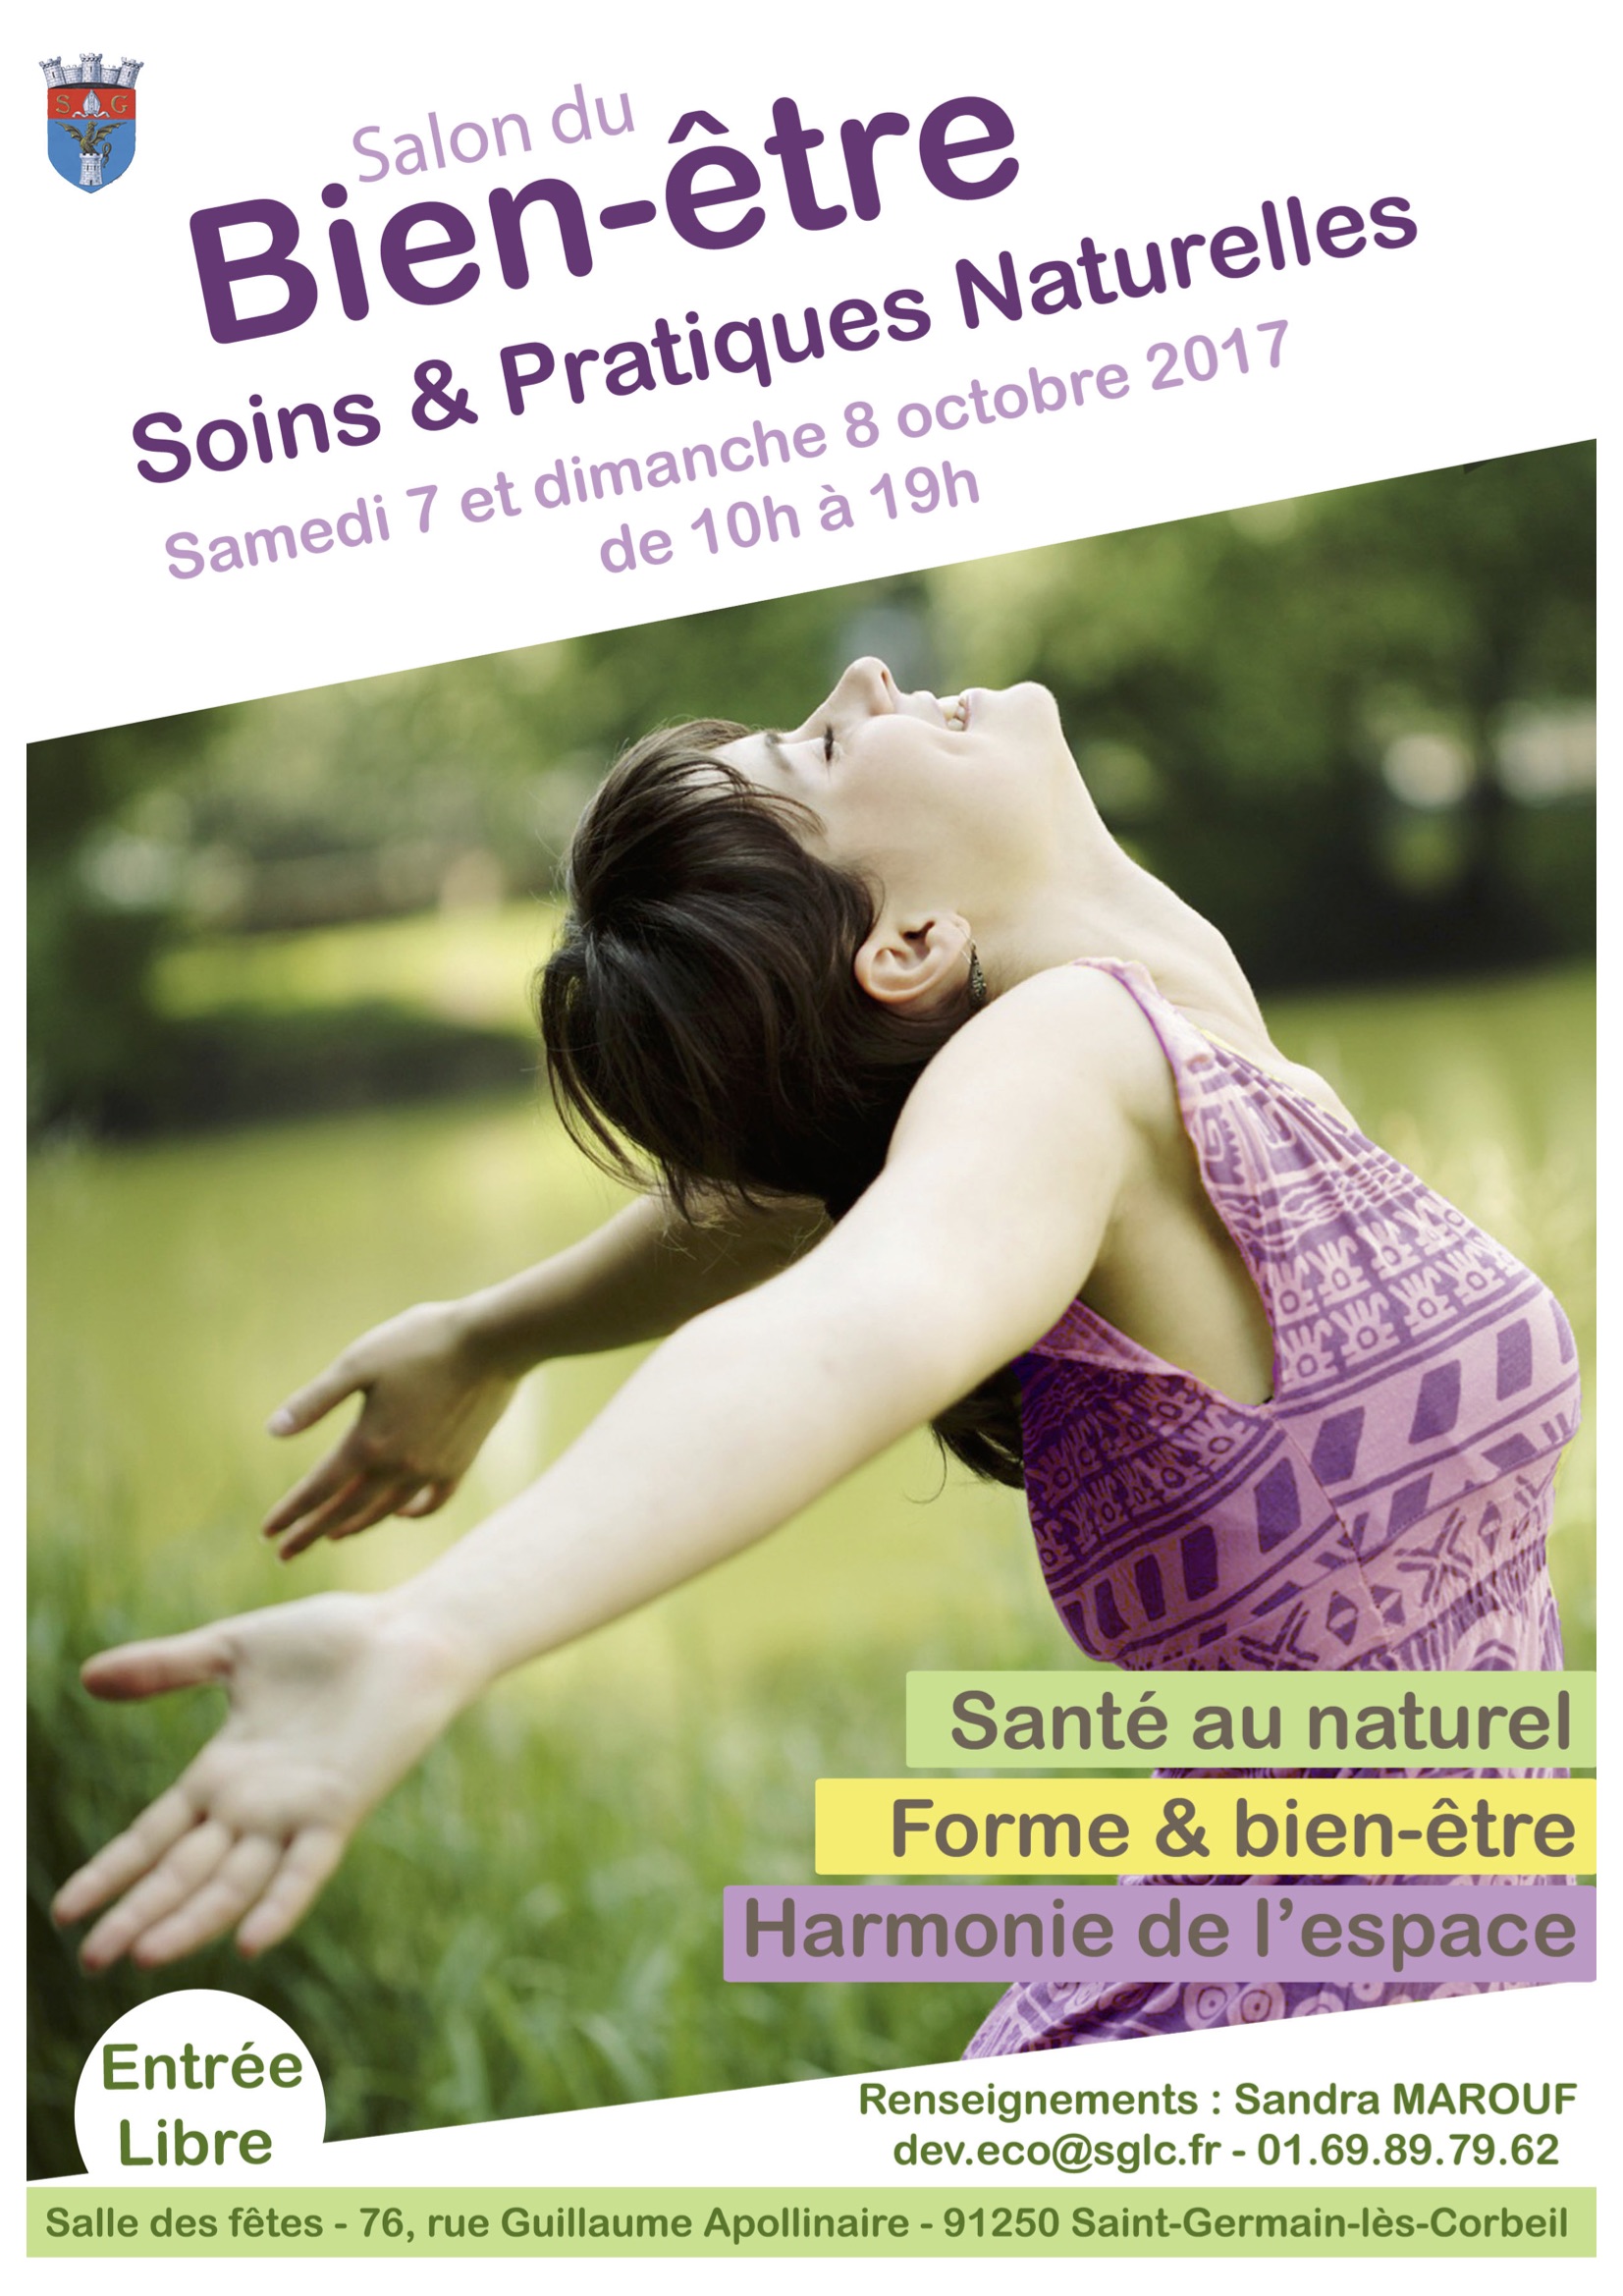 S G
Salon du
Bien-être
Soins & Pratiques Naturelles
Samedi 7 et dimanche 8 octobre 2017
de 10h à 19h
Santé au naturel
Forme & bien-être
Harmonie de l’espace
Entrée
Libre
Renseignements : Sandra MAROUF
dev.eco@sglc.fr - 01.69.89.79.62
Salle des fêtes - 76, rue Guillaume Apollinaire - 91250 Saint-Germain-lès-Corbeil